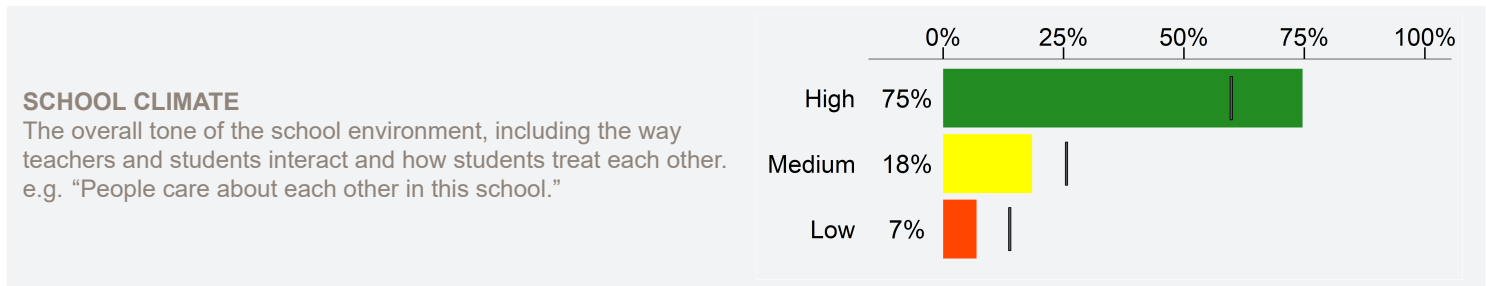 SCHOOL CLIMATE
The overall tone of the school environment, including the way
teachers and students interact and how students treat each other.
e.g. “People care about each other in this school.”
0% 25% 50% 75% 100%
High 75%
Medium 18%
Low 7%